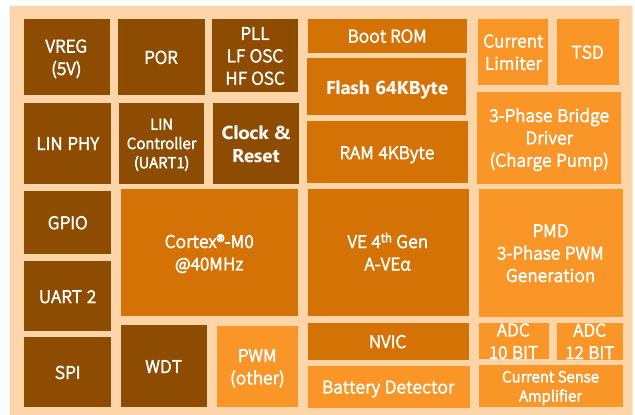 VREG
(5V)
POR
PLL
LF OSC
HF OSC
Boot ROM
Current
Limiter
TSD
Flash 64KByte
LIN PHY
LIN
Controller
(UART1)
Clock &
Reset
RAM 4KByte
3-Phase Bridge
Driver
(Charge Pump)
GPIO
Cortex®-M0
@40MHz
VE 4th Gen
A-VEα
PMD
3-Phase PWM
Generation
UART 2
SPI
WDT
PWM
(other)
NVIC
ADC
10 BIT
ADC
12 BIT
Battery Detector
Current Sense
Amplifier